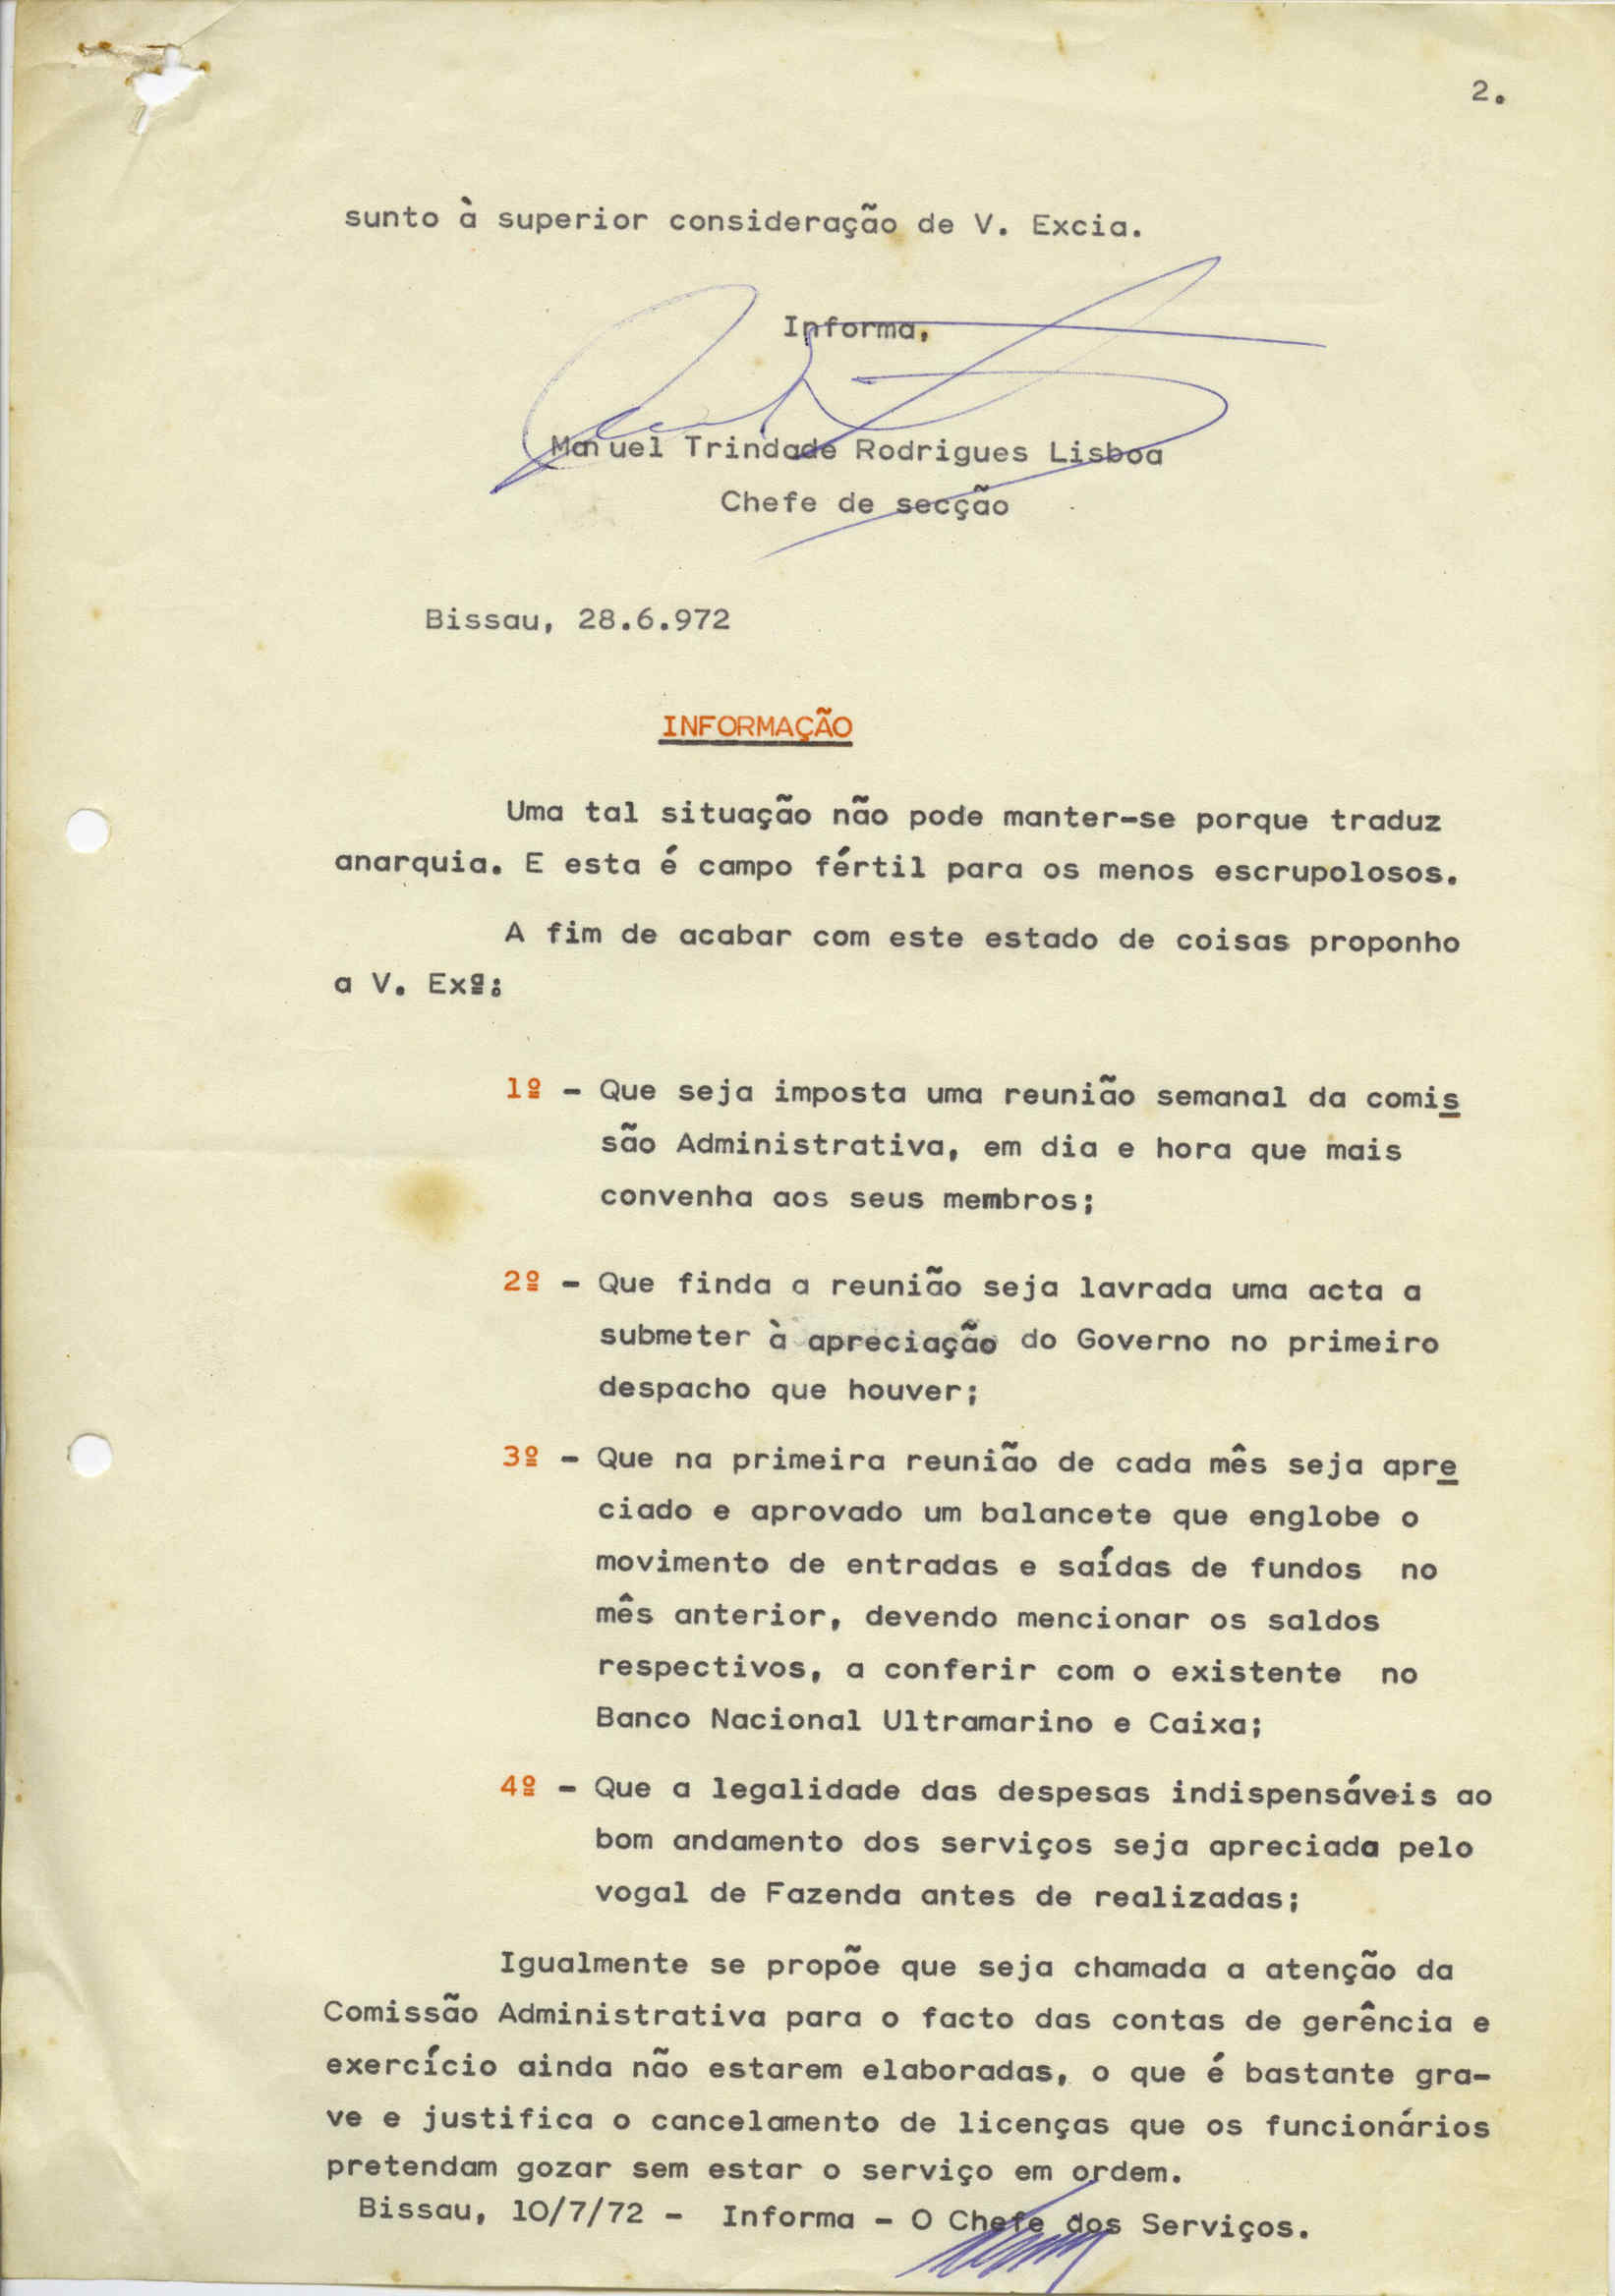 2.
sunto à superior consideração de V. Excia.
Informa,
Manuel Trindade Rodrigues Lisboa
Chefe de secção
Bissau, 28.6.972
INFORMAÇÃO
Uma tal situação não pode manter-se porque traduz
anarquia. E esta é campo fértil para os menos escrupolosos.
A fim de acabar com este estado de coisas proponho
a V. Exª:
1º - Que seja imposta uma reunião semanal da comis
são Administrativa, em dia e hora que mais
convenha aos seus membros;
2º - Que finda a reunião seja lavrada uma acta a
submeter à apreciação do Governo no primeiro
despacho que houver;
3º - Que na primeira reunião de cada mês seja apre
ciado e aprovado um balancete que englobe o
movimento de entradas e saídas de fundos no
mês anterior, devendo mencionar os saldos
respectivos, a conferir com o existente no
Banco Nacional Ultramarino e Caixa;
4º - Que a legalidade das despesas indispensáveis ao
bom andamento dos serviços seja apreciada pelo
vogal de Fazenda antes de realizadas;
Igualmente se propõe que seja chamada a atenção da
Comissão Administrativa para o facto das contas de gerência e
exercício ainda não estarem elaboradas, o que é bastante gra-
ve e justifica o cancelamento de licenças que os funcionários
pretendam gozar sem estar o serviço em ordem.
Bissau, 10/7/72 - Informa - O Chefe dos Serviços.